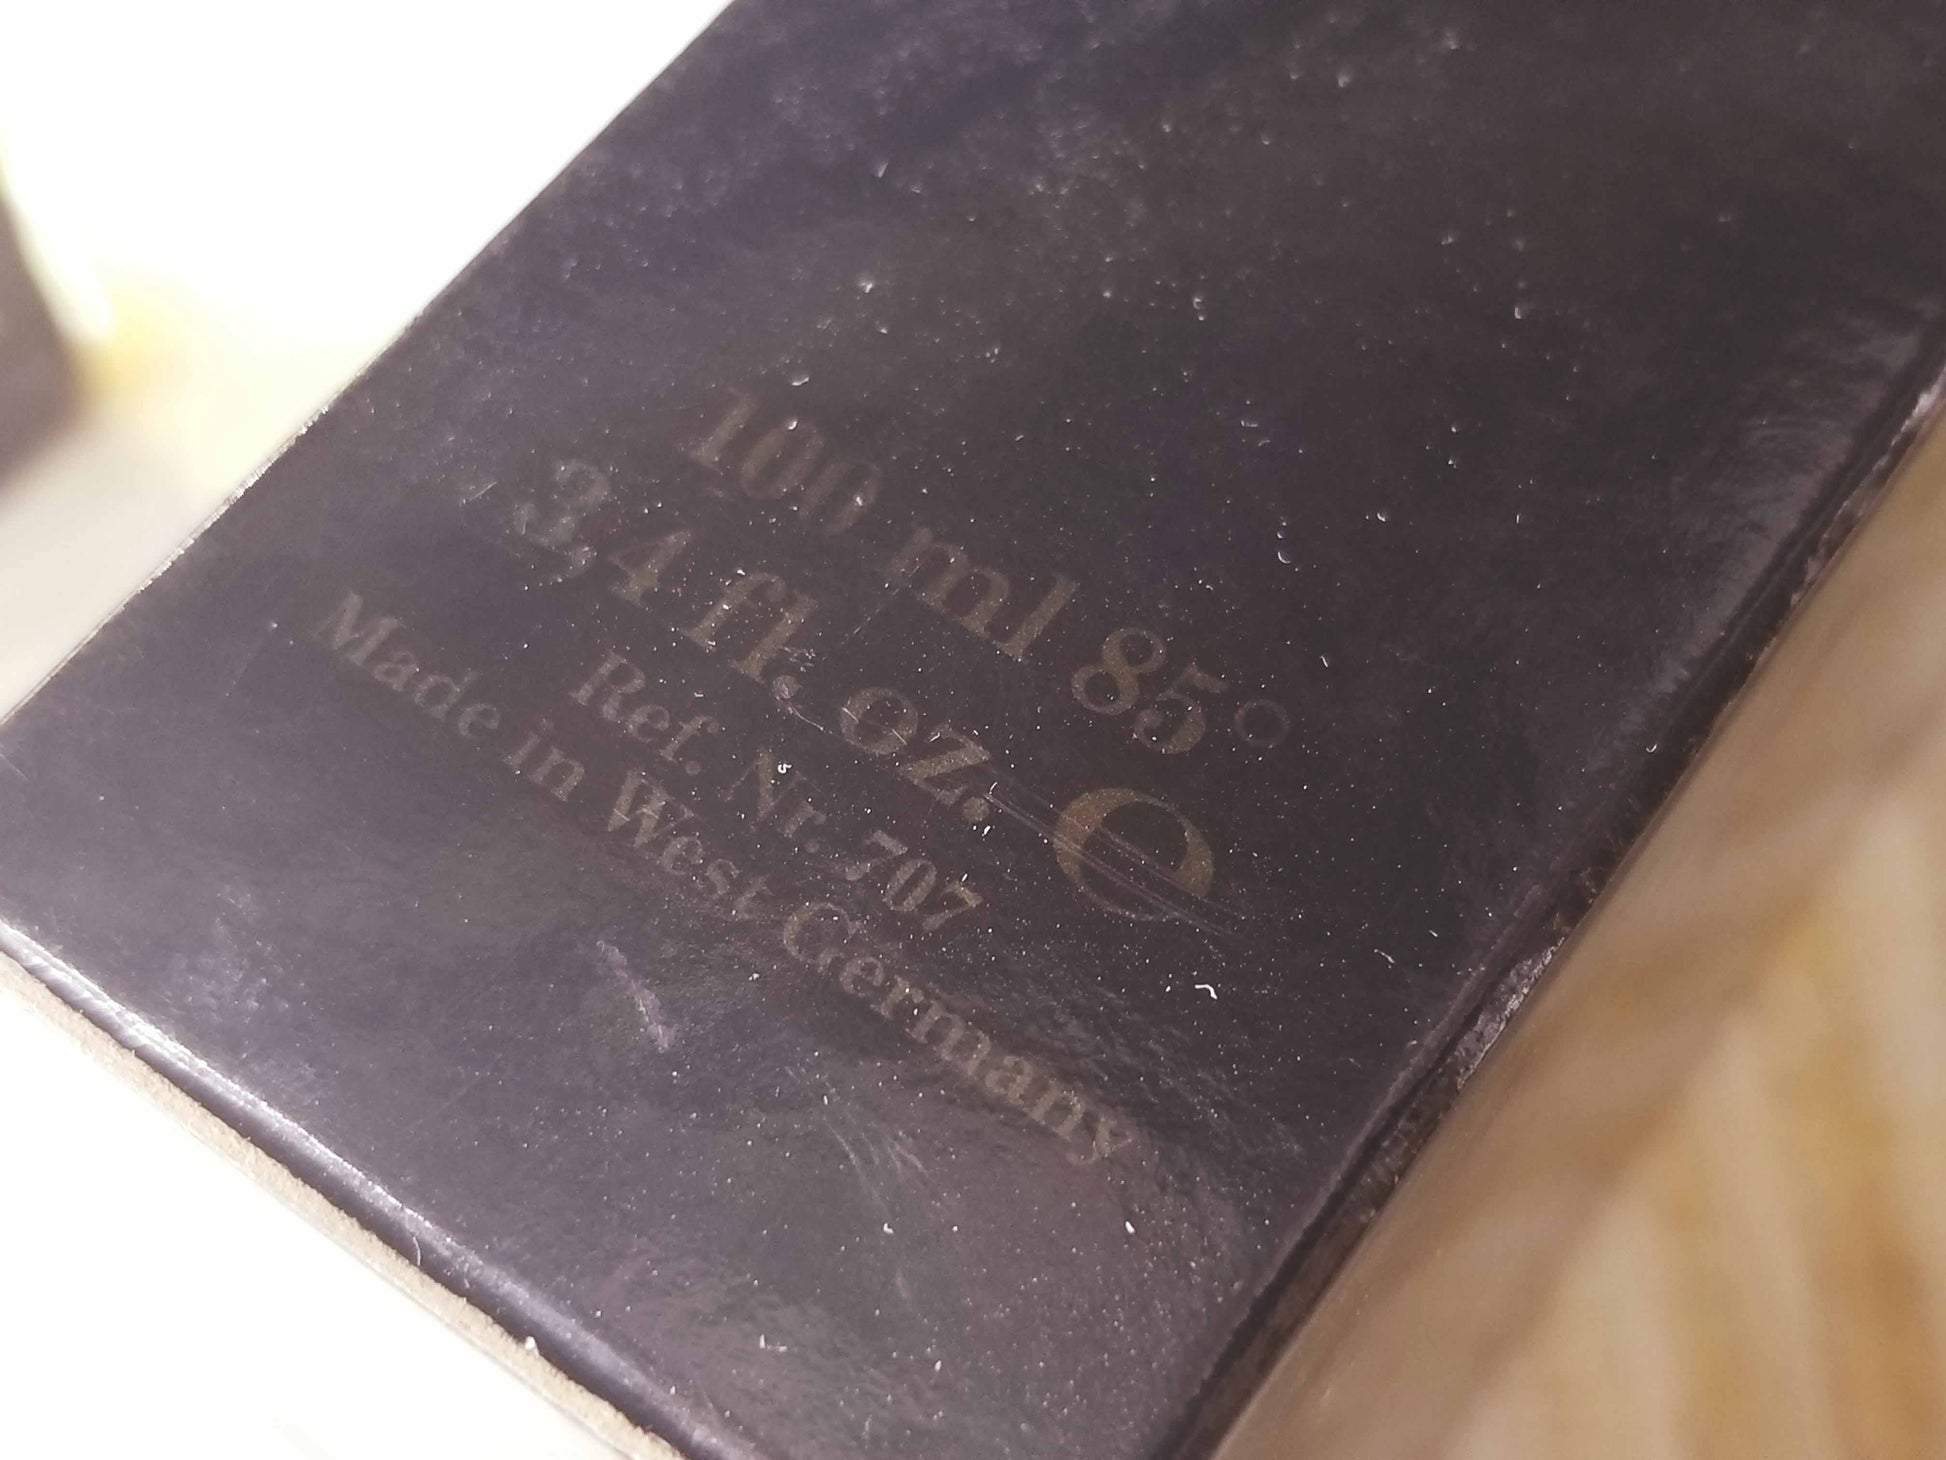 100 ml 85°
3,4 fl. oz. ℮
Ref. Nr. 707
Made in West Germany